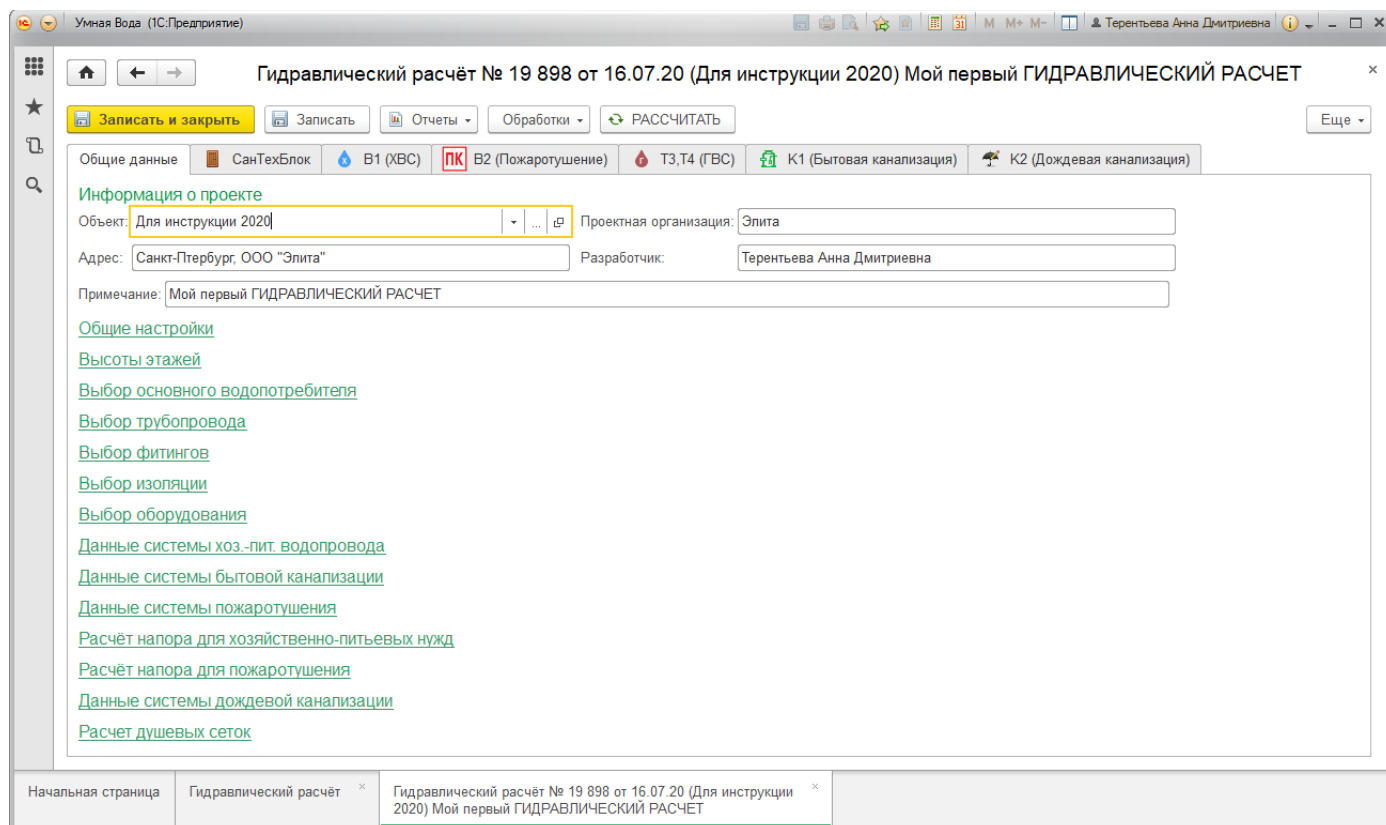 Умная Вода (1С:Предприятие)
31 M M+ M- Терентьева Анна Дмитриевна
Гидравлический расчёт № 19 898 от 16.07.20 (Для инструкции 2020) Мой первый ГИДРАВЛИЧЕСКИЙ РАСЧЕТ
Записать и закрыть Записать Отчеты Обработки РАССЧИТАТЬ Еще
Общие данные СанТехБлок В1 (ХВС) ПК В2 (Пожаротушение) Т3,Т4 (ГВС) К1 (Бытовая канализация) К2 (Дождевая канализация)
Информация о проекте
Объект: Для инструкции 2020 ... Проектная организация: Элита
Адрес: Санкт-Птербург, ООО "Элита" Разработчик: Терентьева Анна Дмитриевна
Примечание: Мой первый ГИДРАВЛИЧЕСКИЙ РАСЧЕТ
Общие настройки
Высоты этажей
Выбор основного водопотребителя
Выбор трубопровода
Выбор фитингов
Выбор изоляции
Выбор оборудования
Данные системы хоз.-пит. водопровода
Данные системы бытовой канализации
Данные системы пожаротушения
Расчёт напора для хозяйственно-питьевых нужд
Расчёт напора для пожаротушения
Данные системы дождевой канализации
Расчет душевых сеток
Начальная страница Гидравлический расчёт Гидравлический расчёт № 19 898 от 16.07.20 (Для инструкции
2020) Мой первый ГИДРАВЛИЧЕСКИЙ РАСЧЕТ